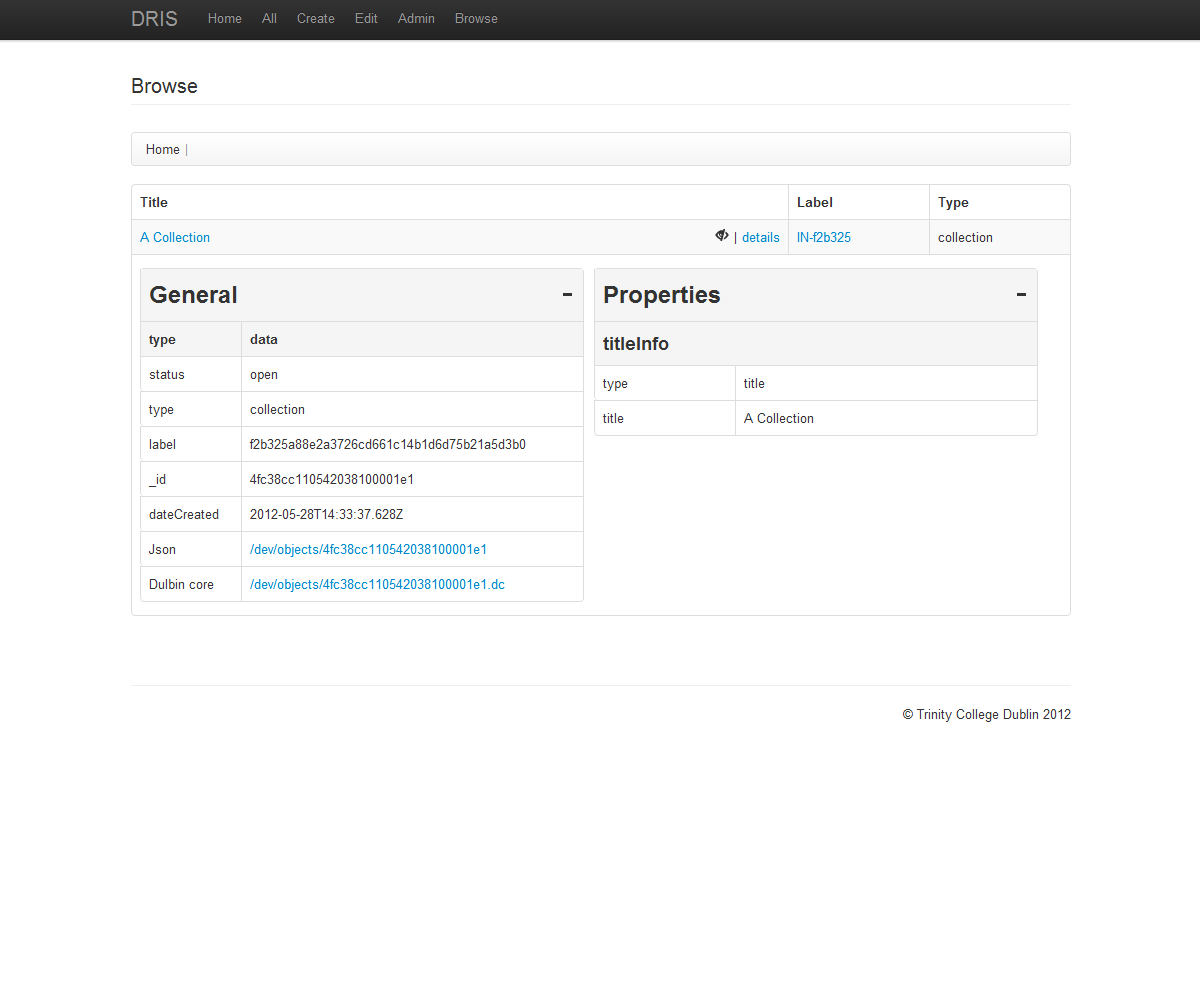 DRIS Home All Create Edit Admin Browse
Browse
Home |
Title Label Type
A Collection | details IN-f2b325 collection
General
type data
status open
type collection
label f2b325a88e2a3726cd661c14b1d6d75b21a5d3b0
_id 4fc38cc110542038100001e1
dateCreated 2012-05-28T14:33:37.628Z
Json /dev/objects/4fc38cc110542038100001e1
Dulbin core /dev/objects/4fc38cc110542038100001e1.dc
Properties
titleInfo
type title
title A Collection
© Trinity College Dublin 2012